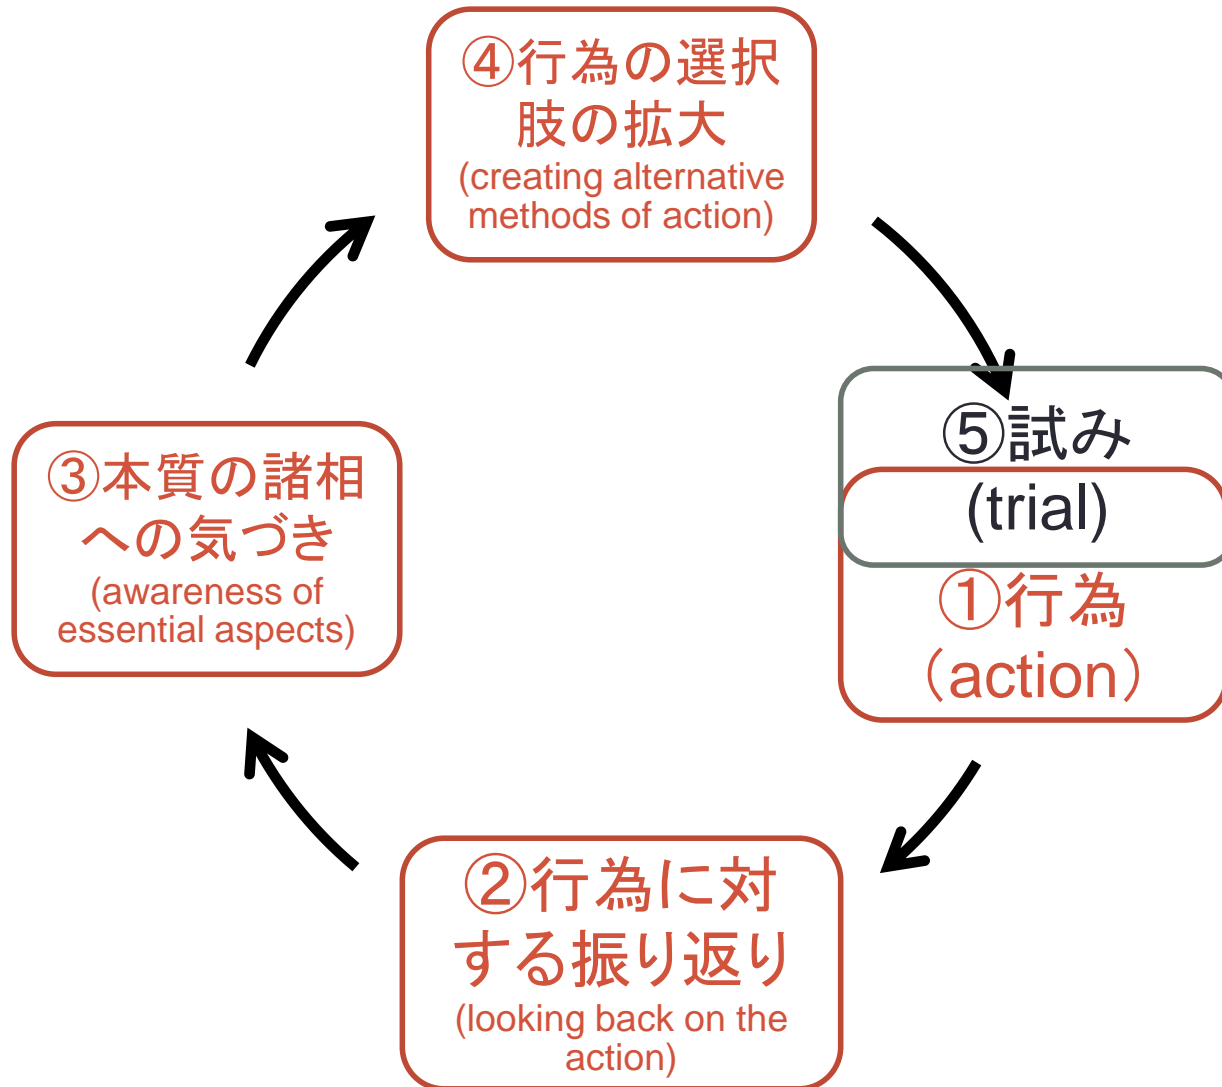 ④行為の選択
肢の拡大
(creating alternative
methods of action)
⑤試み
(trial)
①行為
（action）
③本質の諸相
への気づき
(awareness of
essential aspects)
②行為に対
する振り返り
(looking back on the
action)